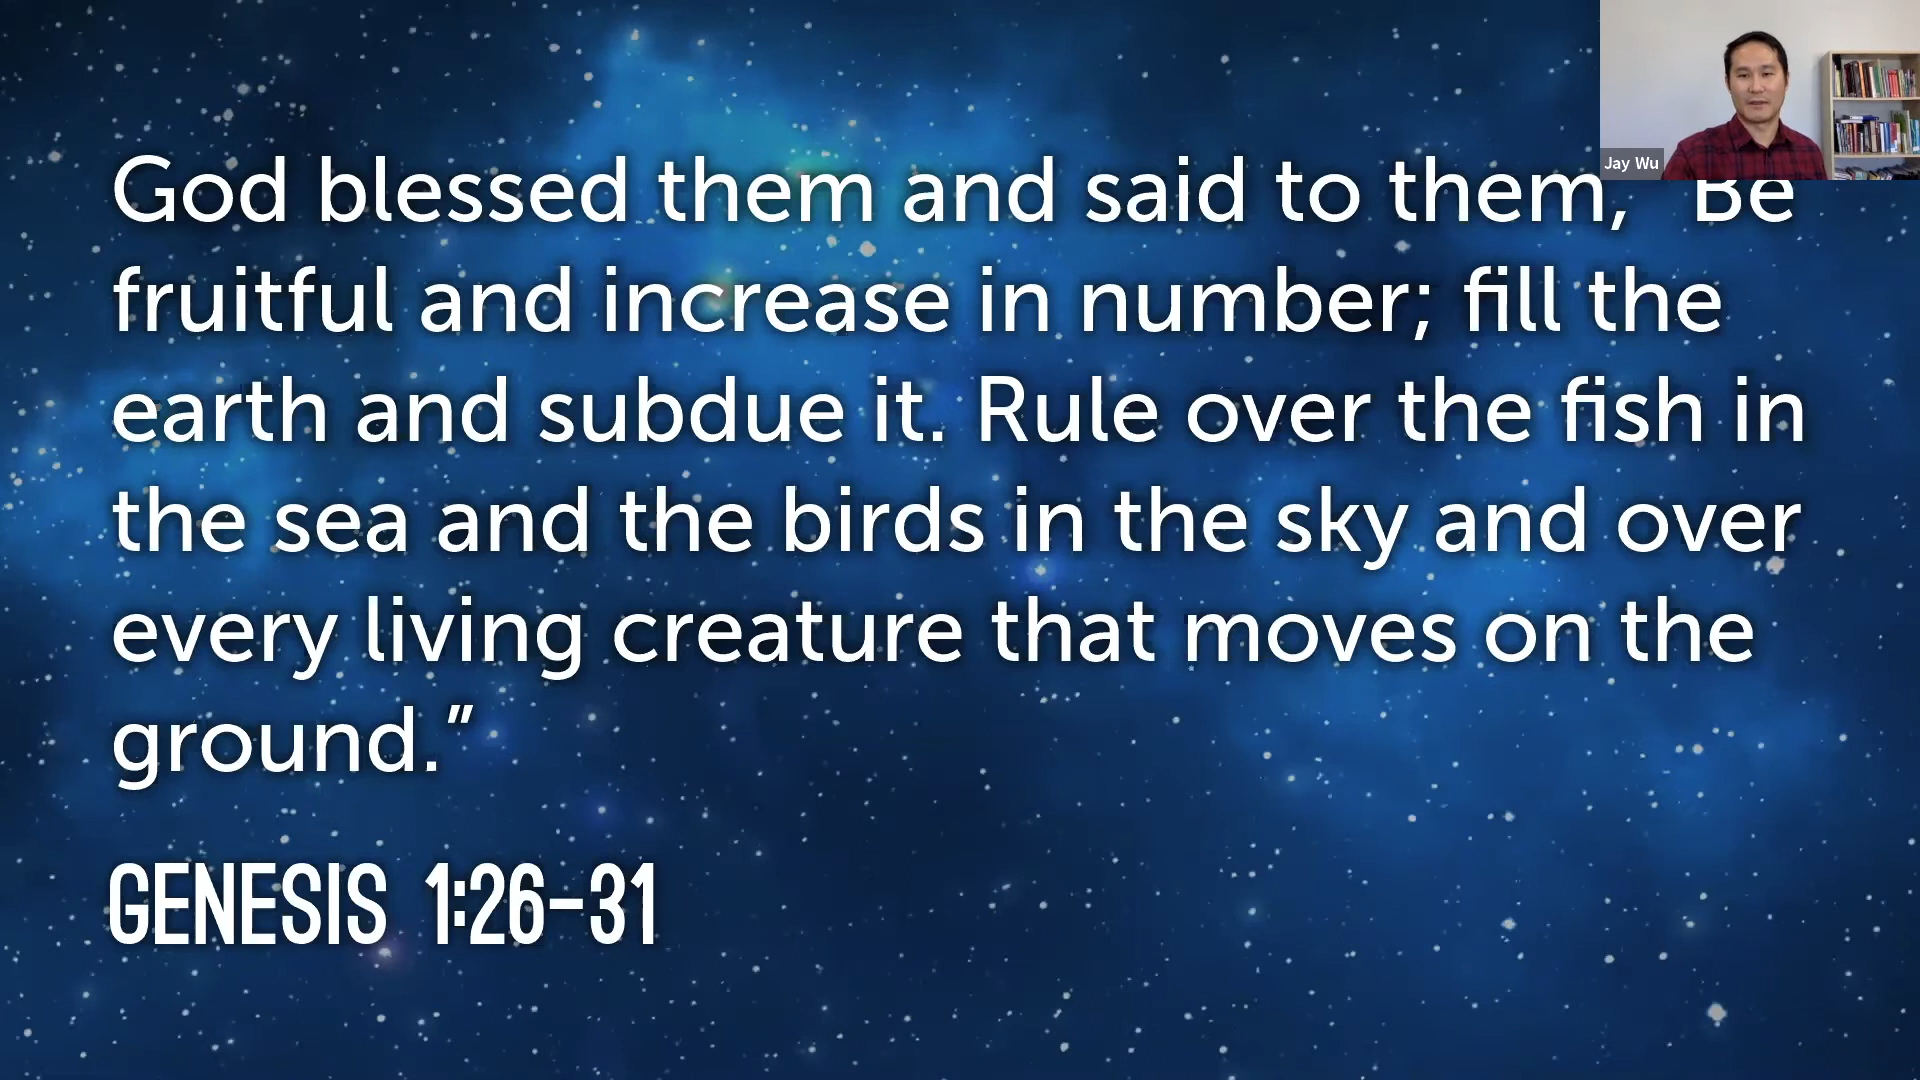 Jay Wu
God blessed them and said to them, "Be
fruitful and increase in number; fill the
earth and subdue it. Rule over the fish in
the sea and the birds in the sky and over
every living creature that moves on the
ground."
GENESIS 1:26-31